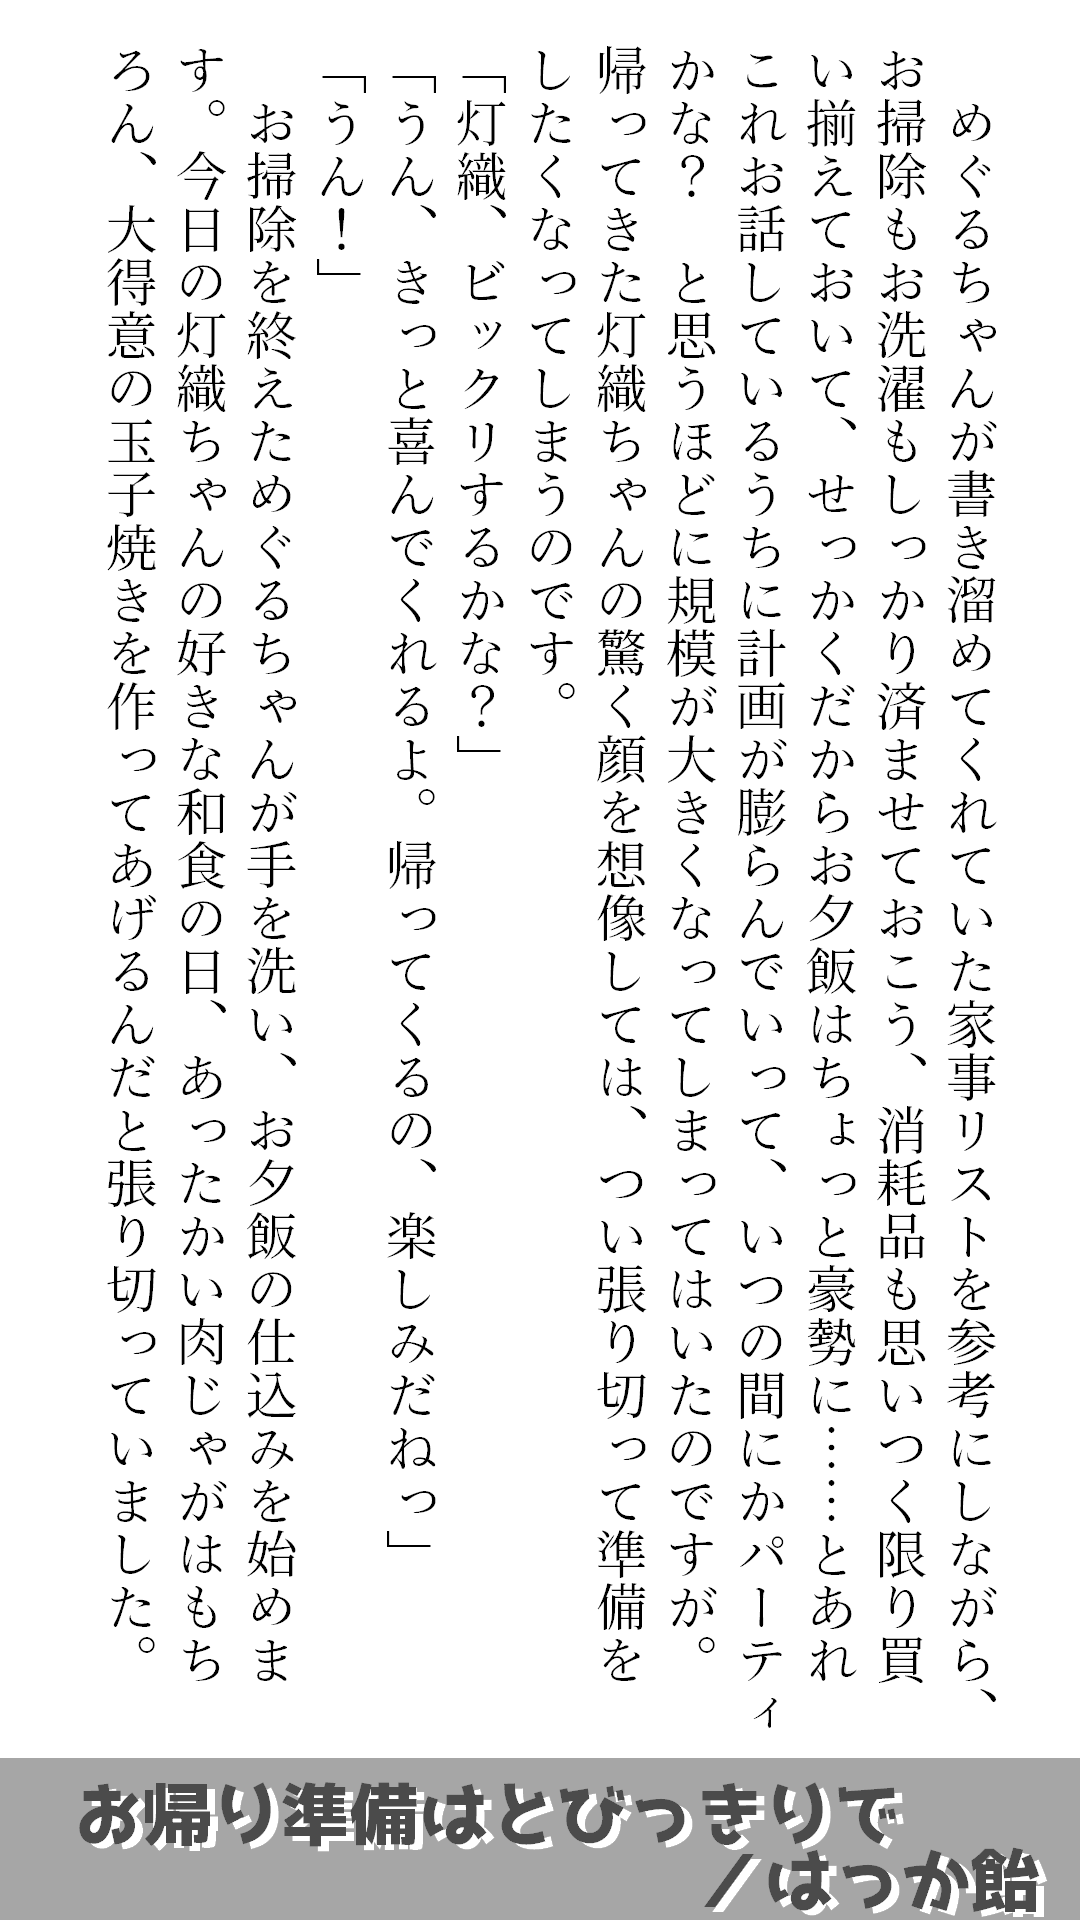 めぐるちゃんが書き溜めてくれていた家事リストを参考にしながら、
お掃除もお洗濯もしっかり済ませておこう、消耗品も思いつく限り買
い揃えておいて、せっかくだからお夕飯はちょっと豪勢に……とあれ
これお話しているうちに計画が膨らんでいって、いつの間にかパーティ
かな？　と思うほどに規模が大きくなってしまってはいたのですが。
帰ってきた灯織ちゃんの驚く顔を想像しては、つい張り切って準備を
したくなってしまうのです。
「灯織、ビックリするかな？」
「うん、きっと喜んでくれるよ。帰ってくるの、楽しみだねっ」
「うん！」
お掃除を終えためぐるちゃんが手を洗い、お夕飯の仕込みを始めま
す。今日の灯織ちゃんの好きな和食の日、あったかい肉じゃがはもち
ろん、大得意の玉子焼きを作ってあげるんだと張り切っていました。
お帰り準備はとびっきりで
／はっか飴